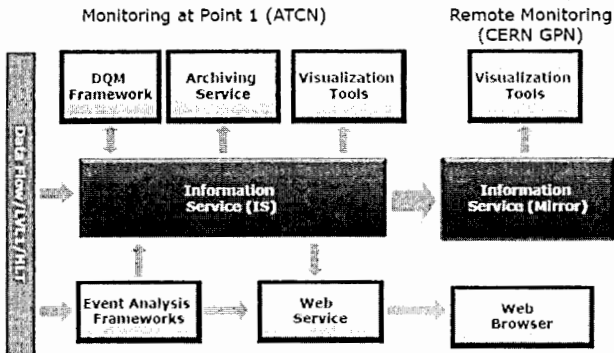 Monitoring at Point 1 (ATCN)
Remote Monitoring
(CERN GPN)
DQM
Framework
Archiving
Service
Visualization
Tools
Visualization
Tools
Data Flow/LVL1/HLT
Information
Service (IS)
Information
Service (Mirror)
Event Analysis
Frameworks
Web
Service
Web
Browser